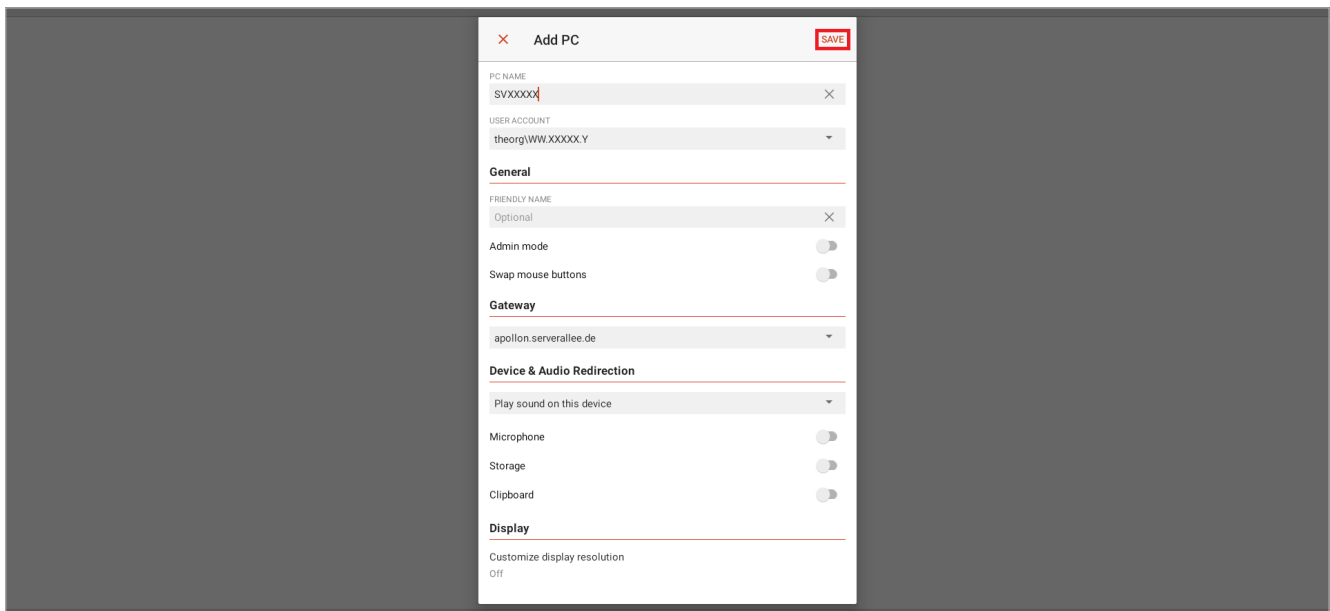 Add PC
SAVE
PC NAME
SVXXXXX
USER ACCOUNT
theorg\WW.XXXXX.Y
General
FRIENDLY NAME
Optional
Admin mode
Swap mouse buttons
Gateway
apollon.serverallee.de
Device & Audio Redirection
Play sound on this device
Microphone
Storage
Clipboard
Display
Customize display resolution
Off